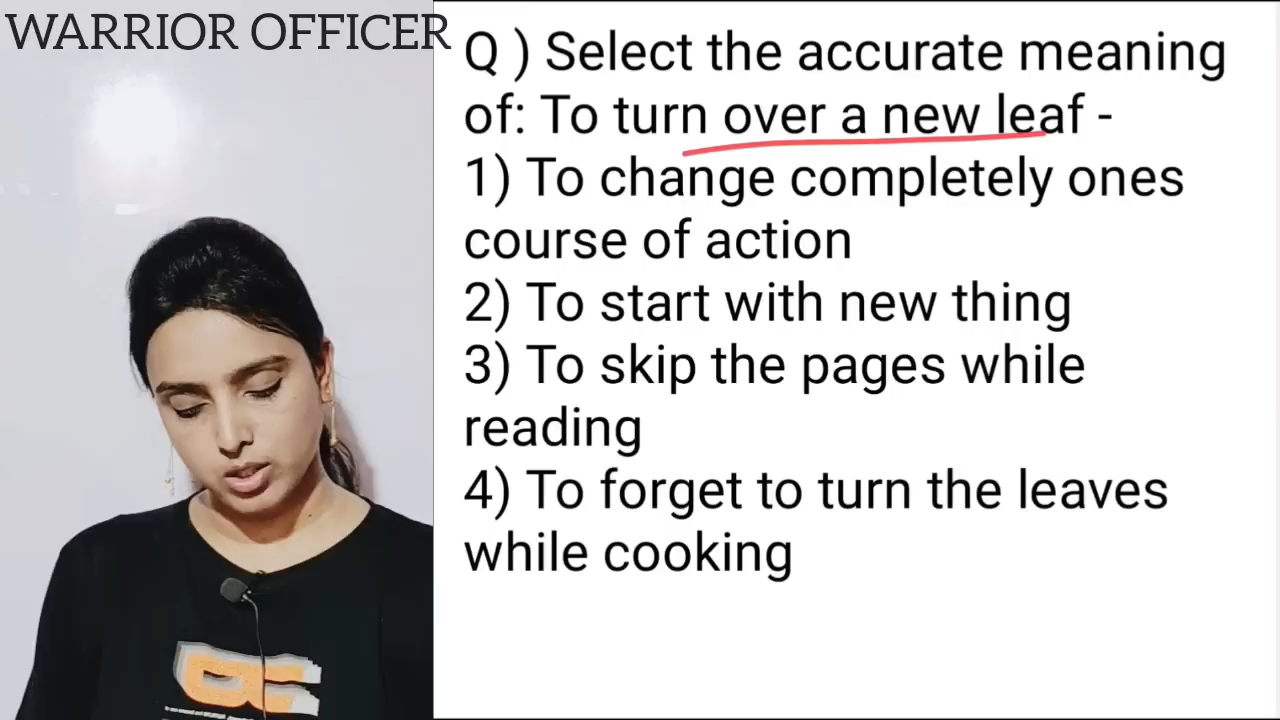 WARRIOR OFFICER
Q ) Select the accurate meaning
of: To turn over a new leaf -
1) To change completely ones
course of action
2) To start with new thing
3) To skip the pages while
reading
4) To forget to turn the leaves
while cooking